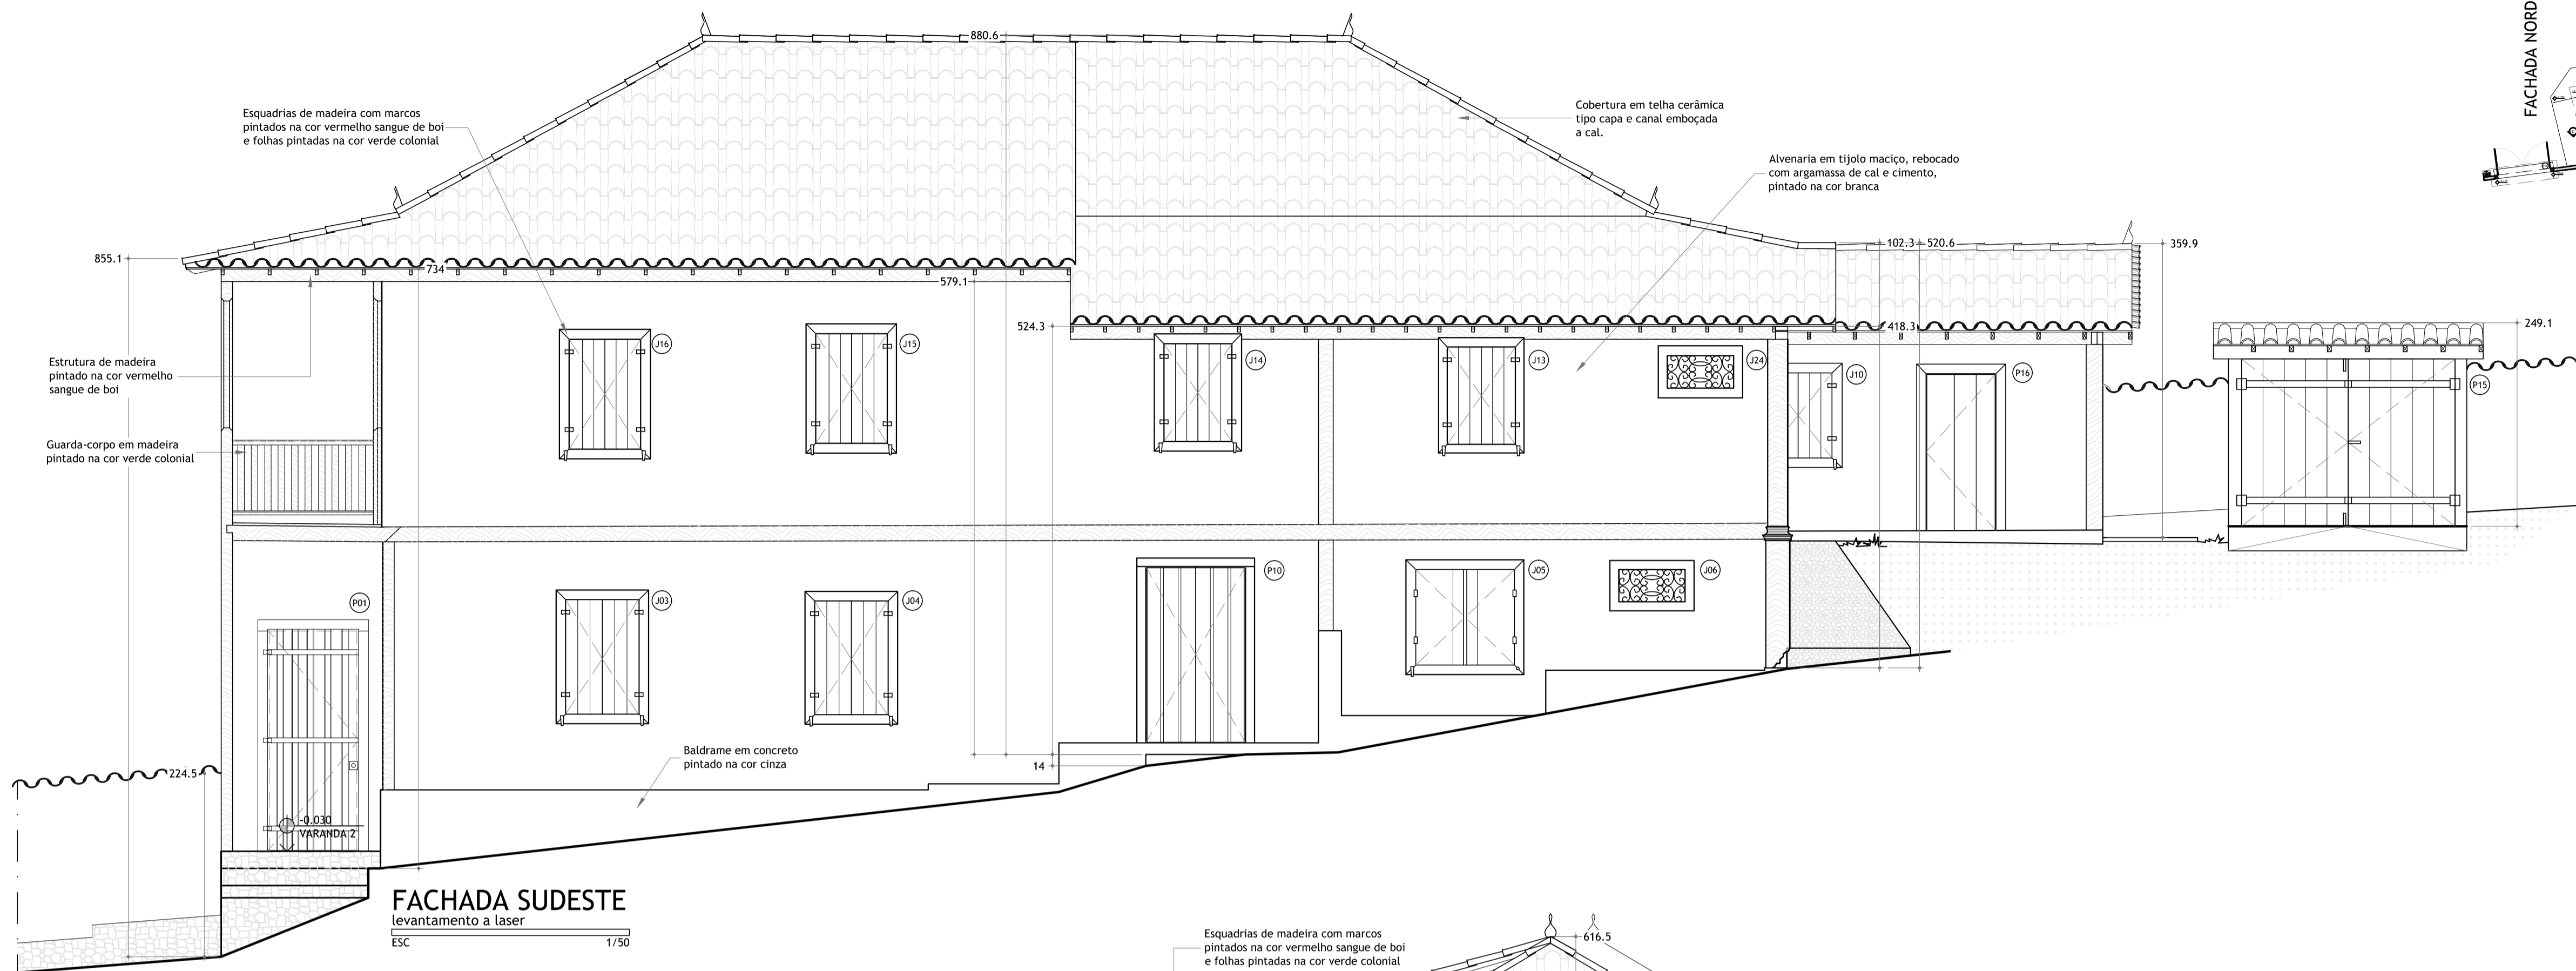 880.6
FACHADA NORD
Esquadrias de madeira com marcos
pintados na cor vermelho sangue de boi
e folhas pintadas na cor verde colonial
Cobertura em telha cerâmica
tipo capa e canal emboçada
a cal.
Alvenaria em tijolo maciço, rebocado
com argamassa de cal e cimento,
pintado na cor branca
855.1
734
579.1
524.3
102.3
520.6
359.9
418.3
249.1
J16
J15
J14
J13
J24
J10
P16
P15
Estrutura de madeira
pintado na cor vermelho
sangue de boi
Guarda-corpo em madeira
pintado na cor verde colonial
P01
J03
J04
P10
J05
J06
Baldrame em concreto
pintado na cor cinza
14
224.5
-0.030
VARANDA 2
FACHADA SUDESTE
levantamento a laser
ESC 1/50
Esquadrias de madeira com marcos
pintados na cor vermelho sangue de boi
e folhas pintadas na cor verde colonial
616.5